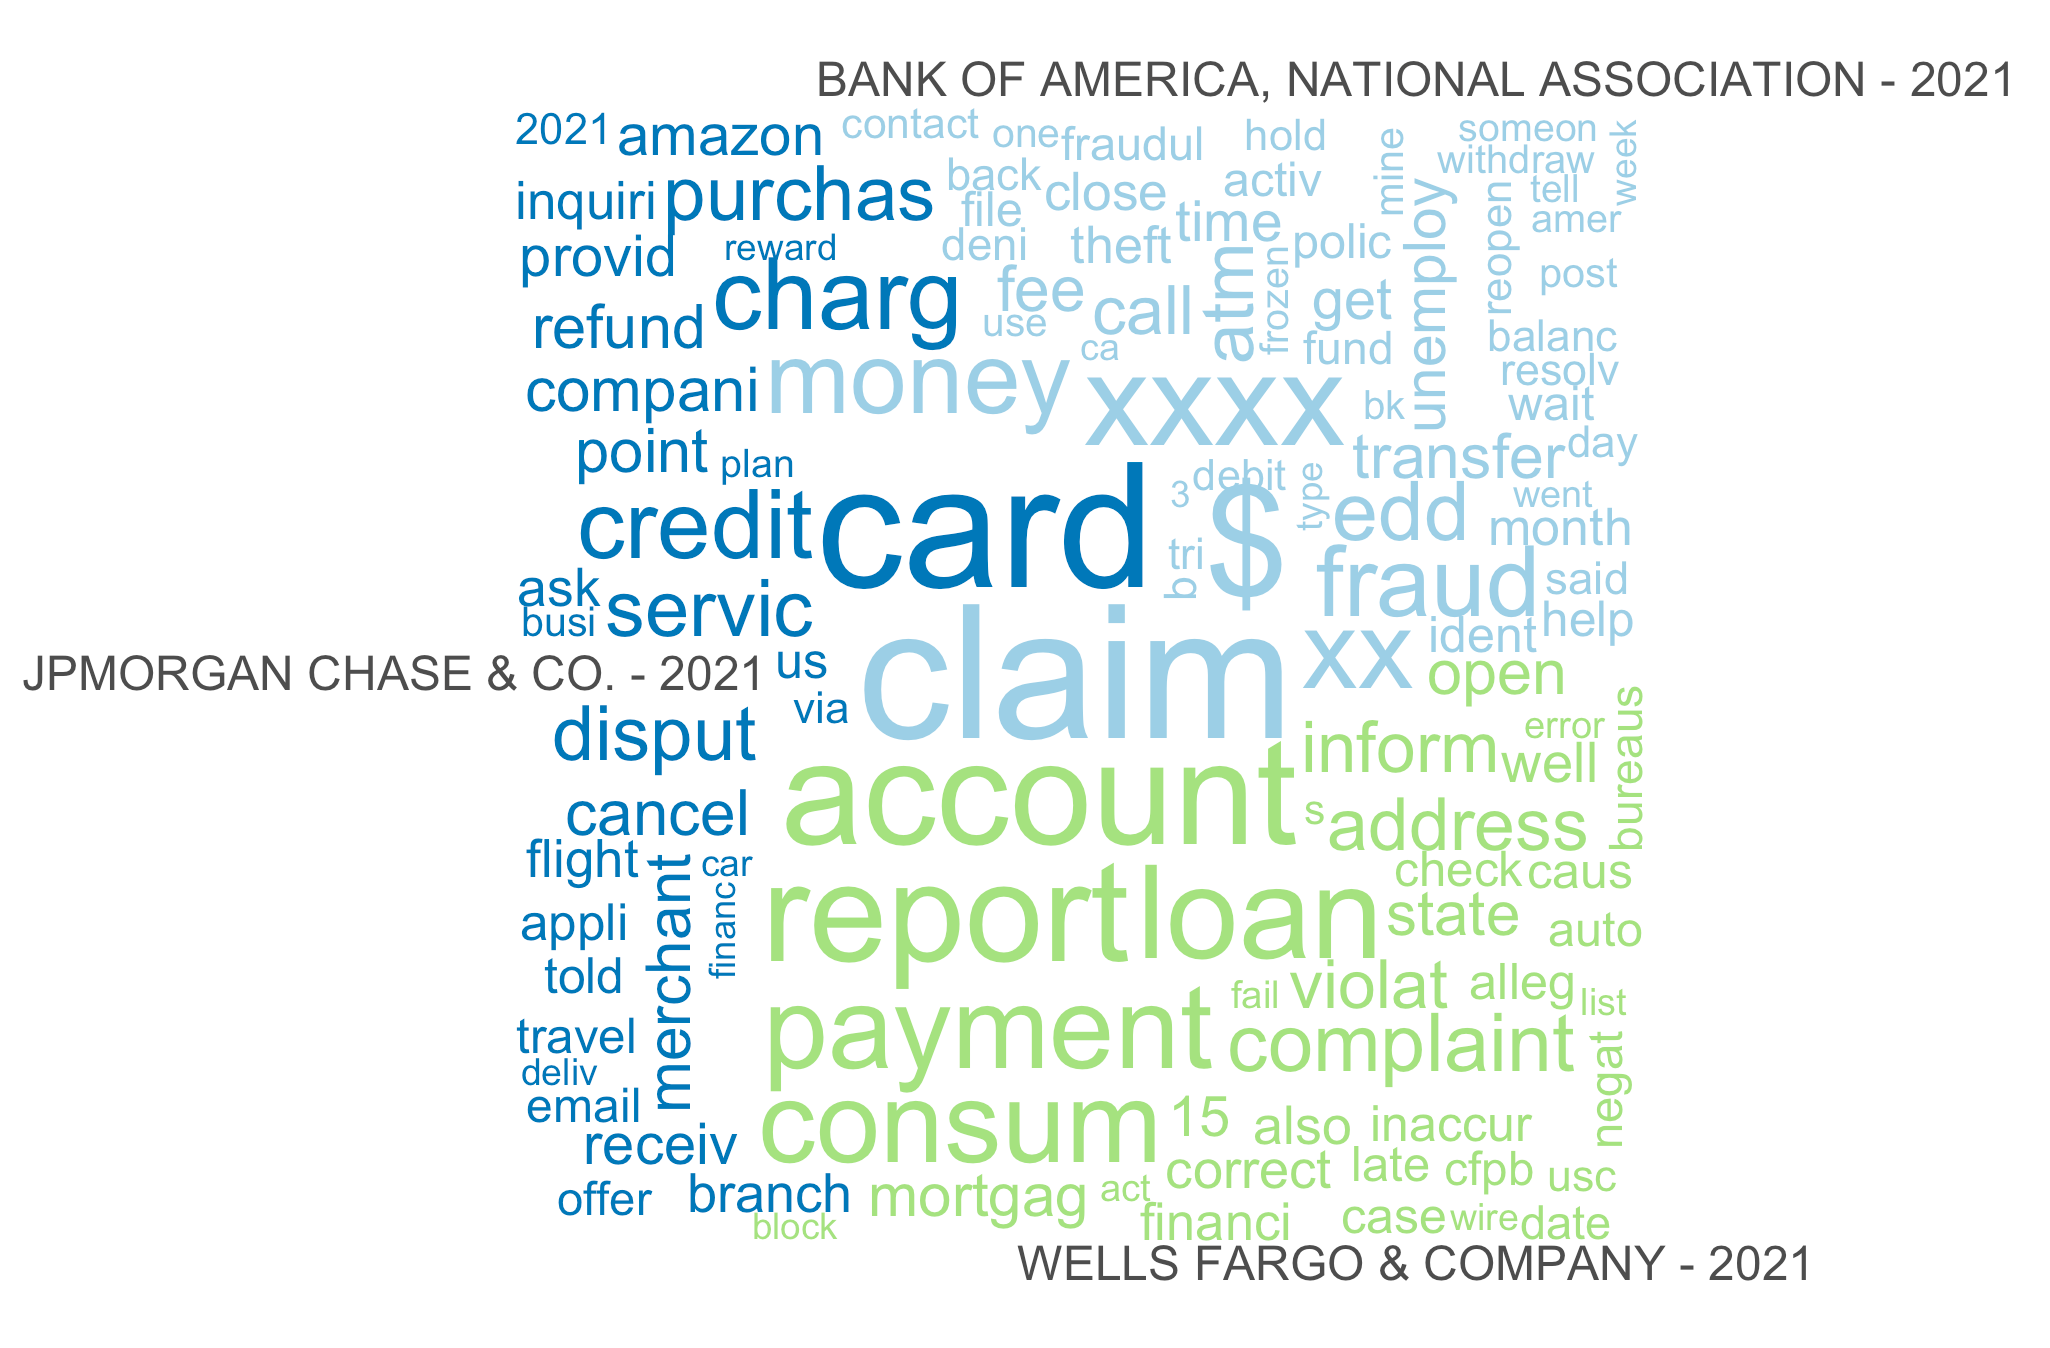 BANK OF AMERICA, NATIONAL ASSOCIATION - 2021
2021 amazon contact one fraudul hold mine someon week
inquiri purchas back close activ withdraw tell
file time unemploy reopen amer
provid reward deni theft atm polic
charg fee call frozen get post
refund use ca fund balanc
compani money xxxx bk resolv
wait
point plan transfer day
credit card 3 debit $ type edd went
month
b tri fraud said
ask servic claim xx ident help
busi
JPMORGAN CHASE & CO. - 2021
us open
via
disput inform well error bureaus
account
cancel s address
flight merchant car check caus
financ report loan state auto
appli
told fail violat alleg list
travel payment complaint negat
deliv
email consum 15 also inaccur
receiv correct late cfpb usc
offer branch mortgag act
block financi case wire date
WELLS FARGO & COMPANY - 2021